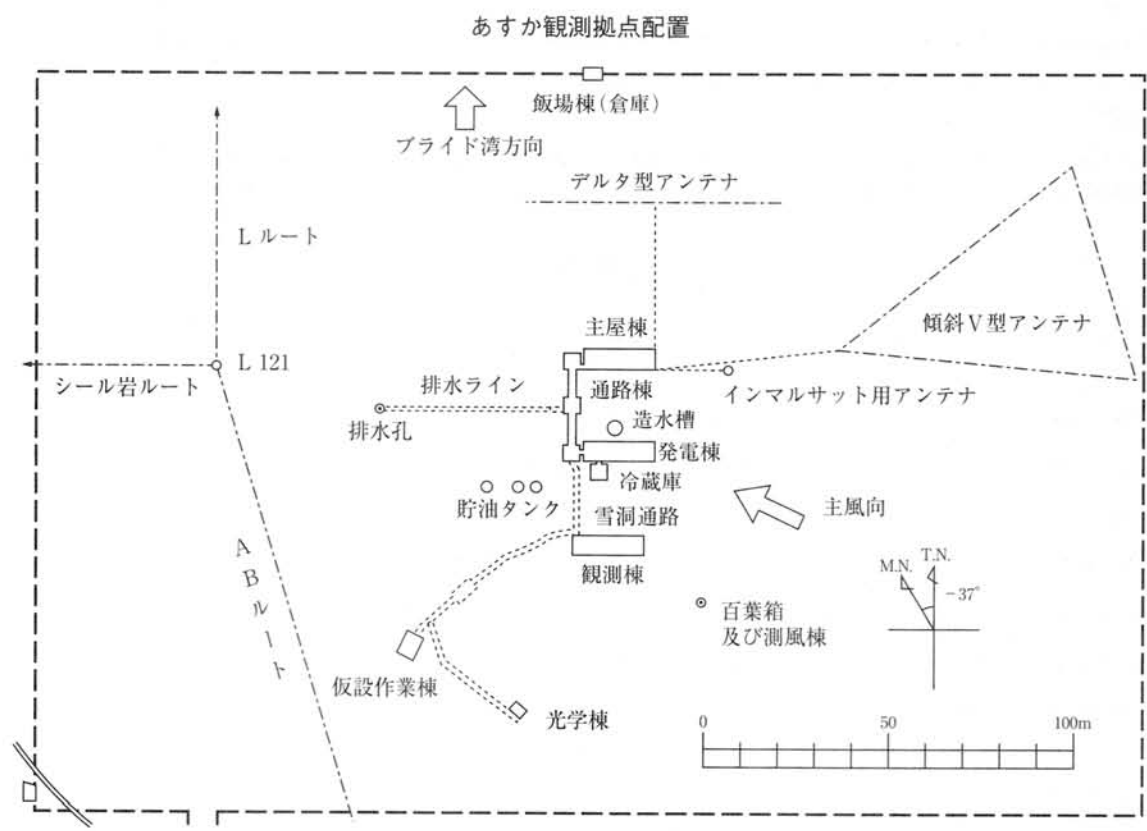 あすか観測拠点配置
飯場棟(倉庫)
ブライド湾方向
デルタ型アンテナ
Lルート
傾斜V型アンテナ
主屋棟
L 121
シール岩ルート
排水ライン
通路棟
インマルサット用アンテナ
造水槽
排水孔
発電棟
冷蔵庫
貯油タンク
雪洞通路
主風向
ABルート
観測棟
M.N.
T.N.
-37°
百葉箱
及び測風棟
仮設作業棟
光学棟
0
50
100m